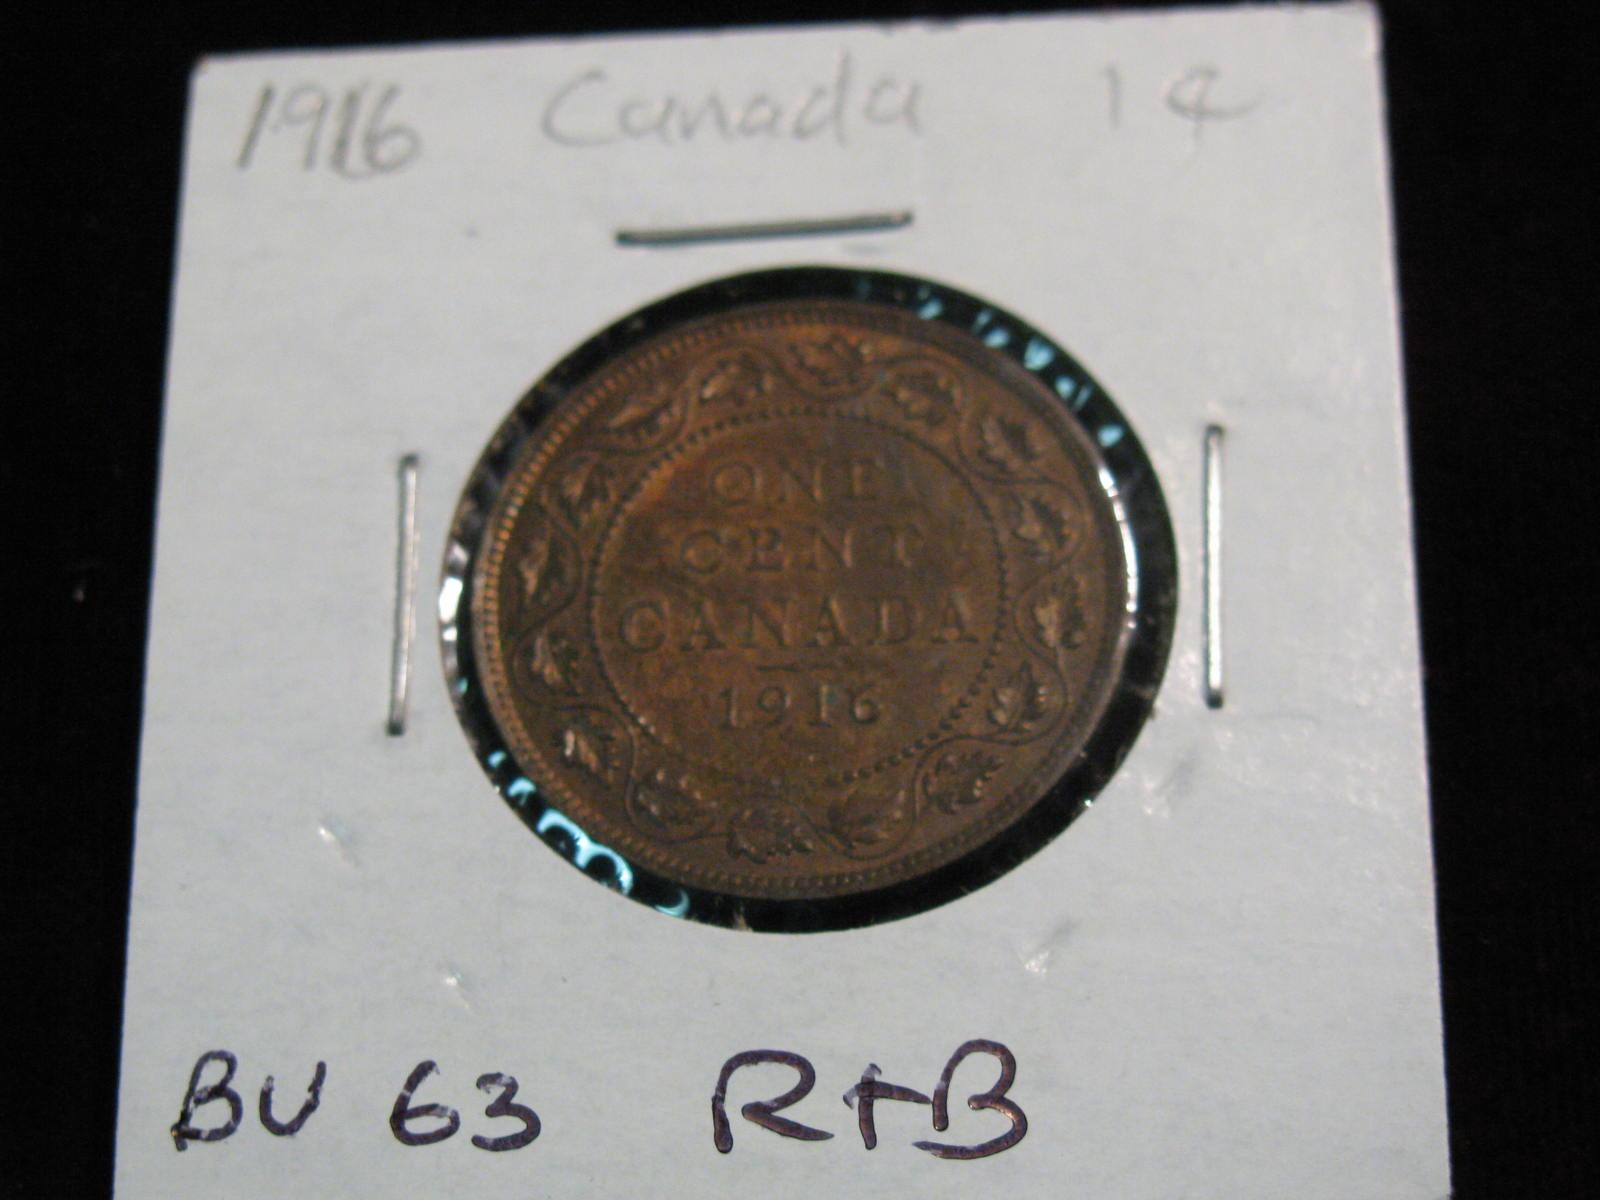 1916 Canada 1¢
ONE
CENT
CANADA
1916
BU 63 R+B